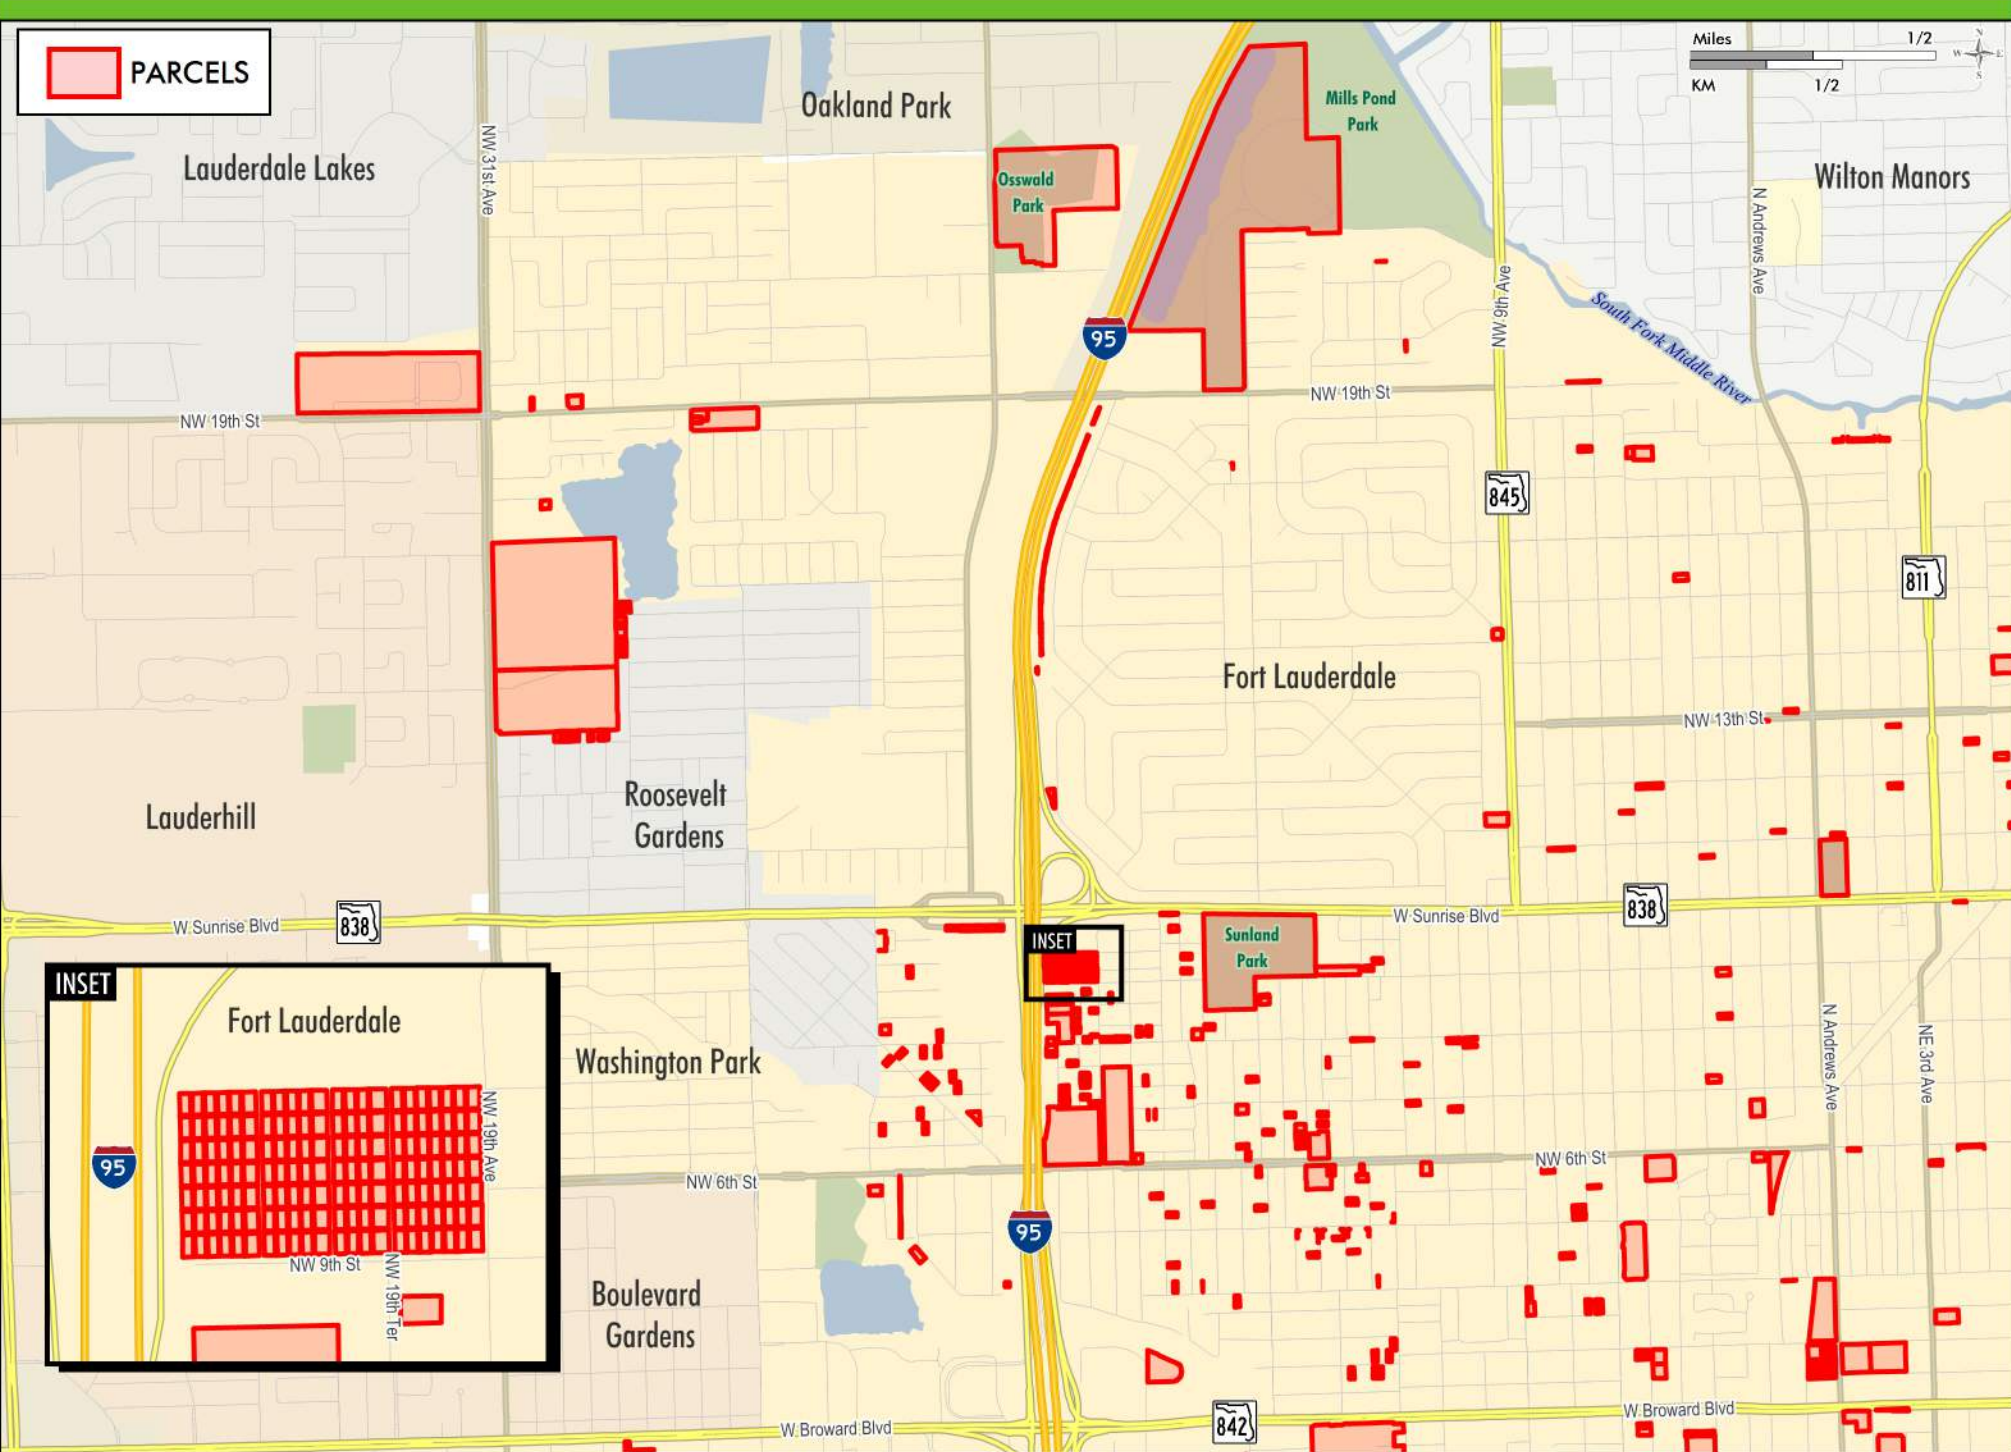 PARCELS
Miles
1/2
KM
1/2
N
W
E
S
Oakland Park
Mills Pond
Park
Lauderdale Lakes
NW 31st Ave
Osswald
Park
Wilton Manors
N Andrews Ave
NW 9th Ave
South Fork Middle River
95
NW 19th St
NW 19th St
845
811
Fort Lauderdale
NW 13th St
Roosevelt
Gardens
Lauderhill
W Sunrise Blvd
838
W Sunrise Blvd
838
INSET
Sunland
Park
INSET
Fort Lauderdale
NW 19th Ave
95
NW 9th St
NW 19th Ter
Washington Park
N Andrews Ave
NE 3rd Ave
NW 6th St
NW 6th St
95
Boulevard
Gardens
W Broward Blvd
842
W Broward Blvd